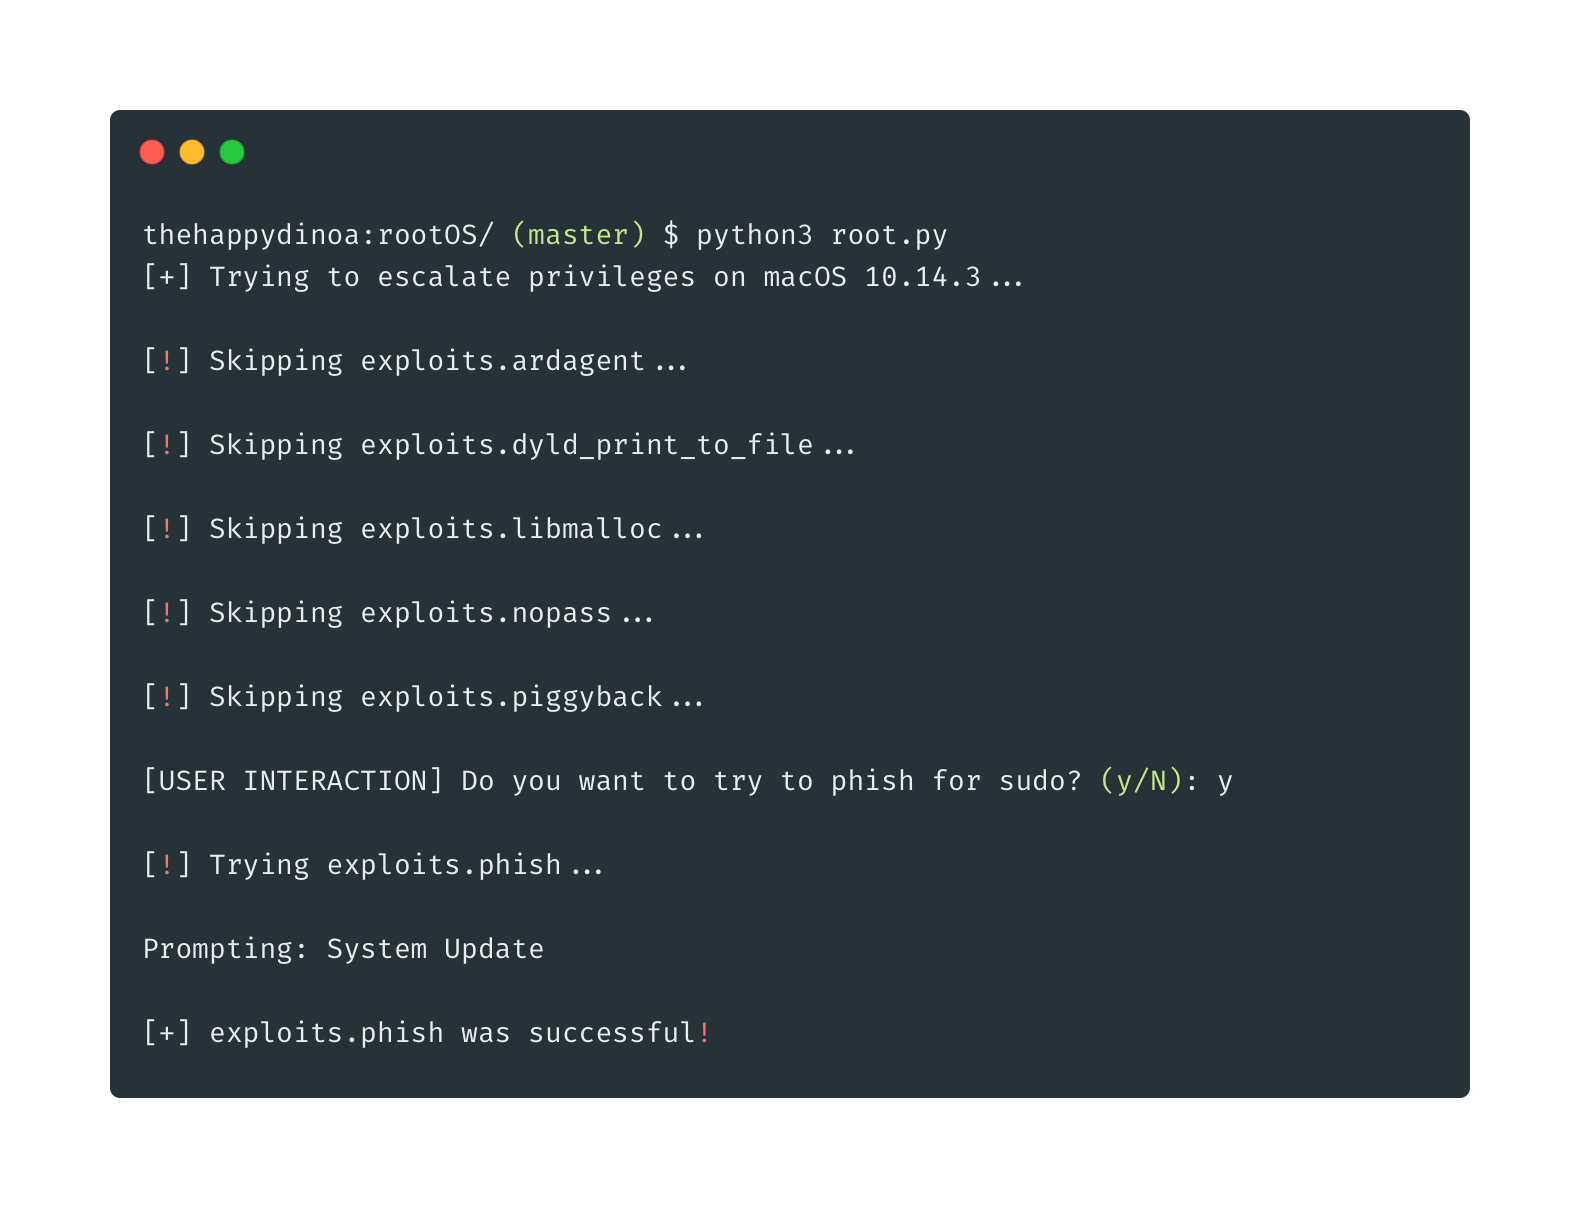 thehappydinoa:rootOS/ (master) $ python3 root.py
[+] Trying to escalate privileges on macOS 10.14.3...
[!] Skipping exploits.ardagent...
[!] Skipping exploits.dyld_print_to_file...
[!] Skipping exploits.libmalloc...
[!] Skipping exploits.nopass...
[!] Skipping exploits.piggyback...
[USER INTERACTION] Do you want to try to phish for sudo? (y/N): y
[!] Trying exploits.phish...
Prompting: System Update
[+] exploits.phish was successful!